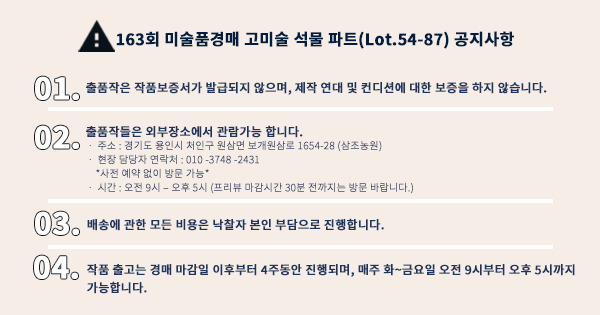 163회 미술품경매 고미술 석물 파트(Lot.54-87) 공지사항
01. 출품작은 작품보증서가 발급되지 않으며, 제작 연대 및 컨디션에 대한 보증을 하지 않습니다.
02. 출품작들은 외부장소에서 관람가능 합니다.
· 주소 : 경기도 용인시 처인구 원삼면 보개원삼로 1654-28 (삼조농원)
· 현장 담당자 연락처 : 010 -3748 -2431
*사전 예약 없이 방문 가능*
· 시간 : 오전 9시 – 오후 5시 (프리뷰 마감시간 30분 전까지는 방문 바랍니다.)
03. 배송에 관한 모든 비용은 낙찰자 본인 부담으로 진행합니다.
04. 작품 출고는 경매 마감일 이후부터 4주동안 진행되며, 매주 화~금요일 오전 9시부터 오후 5시까지
가능합니다.